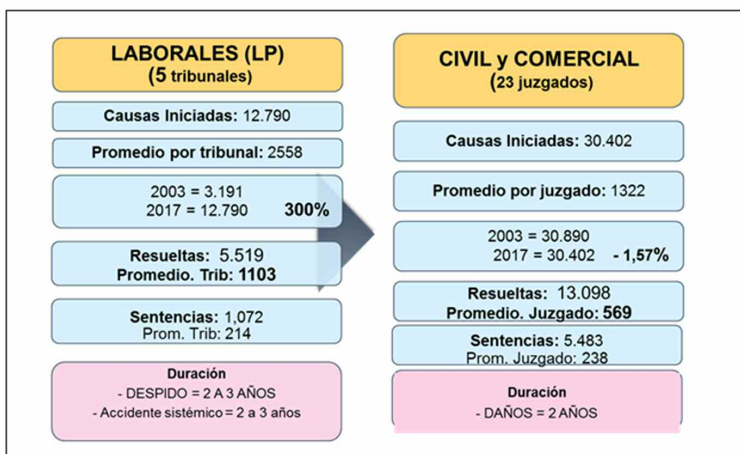 LABORALES (LP)
(5 tribunales)
Causas Iniciadas: 12.790
Promedio por tribunal: 2558
2003 = 3.191
2017 = 12.790 300%
Resueltas: 5.519
Promedio. Trib: 1103
Sentencias: 1,072
Prom. Trib: 214
Duración
- DESPIDO = 2 A 3 AÑOS
- Accidente sistémico = 2 a 3 años
CIVIL y COMERCIAL
(23 juzgados)
Causas Iniciadas: 30.402
Promedio por juzgado: 1322
2003 = 30.890
2017 = 30.402 - 1,57%
Resueltas: 13.098
Promedio. Juzgado: 569
Sentencias: 5.483
Prom. Juzgado: 238
Duración
- DAÑOS = 2 AÑOS